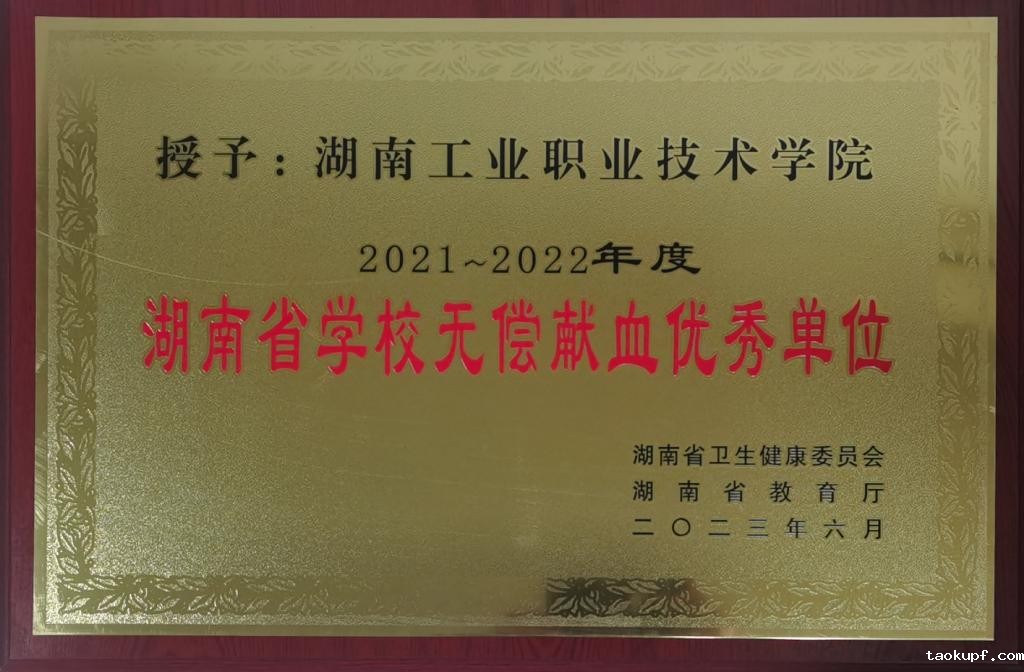 授予：湖南工业职业技术学院
2021~2022年度
湖南省学校无偿献血优秀单位
湖南省卫生健康委员会
湖南省教育厅
二〇二三年六月
taokupf.com